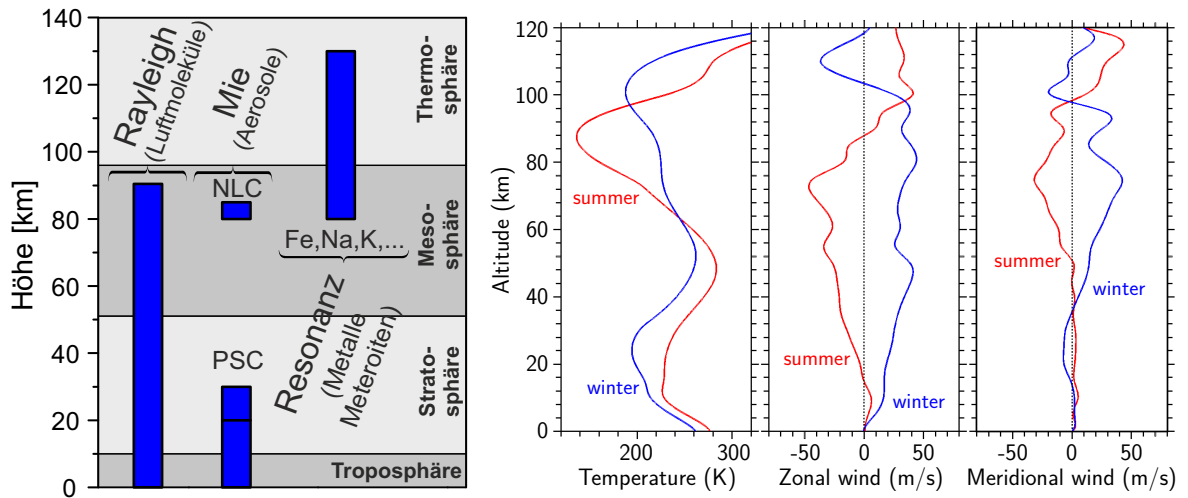 Höhe [km]
140
120
100
80
60
40
20
0
Rayleigh
(Luftmoleküle)
Mie
(Aerosole)
NLC
Fe,Na,K,...
Resonanz
(Metalle
Meteroiten)
PSC
Thermo-
sphäre
Meso-
sphäre
Strato-
sphäre
Troposphäre
Altitude (km)
120
100
80
60
40
20
0
summer
winter
200
300
Temperature (K)
summer
winter
-50
0
50
Zonal wind (m/s)
summer
winter
-50
0
50
Meridional wind (m/s)